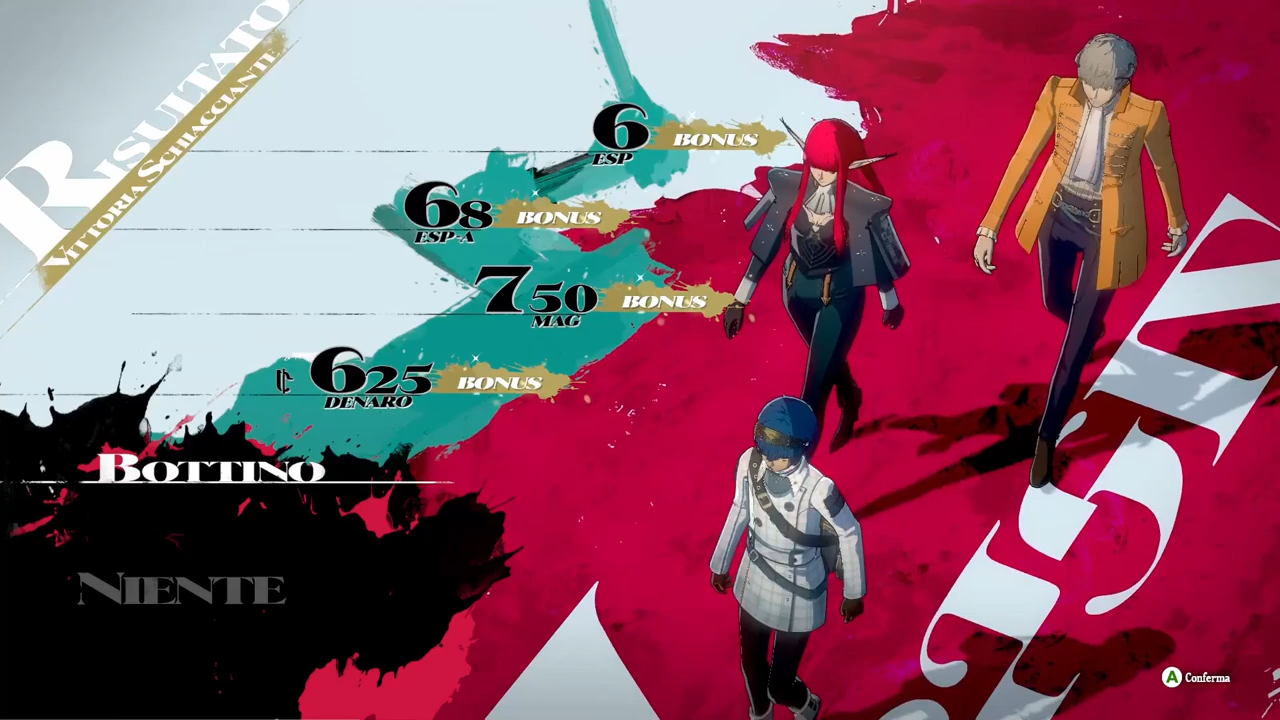 Risultato
Vittoria Schiacciante
6 BONUS
ESP
68 BONUS
ESP-A
750 BONUS
MAG
625 BONUS
DENARO
Bottino
Niente
A Conferma